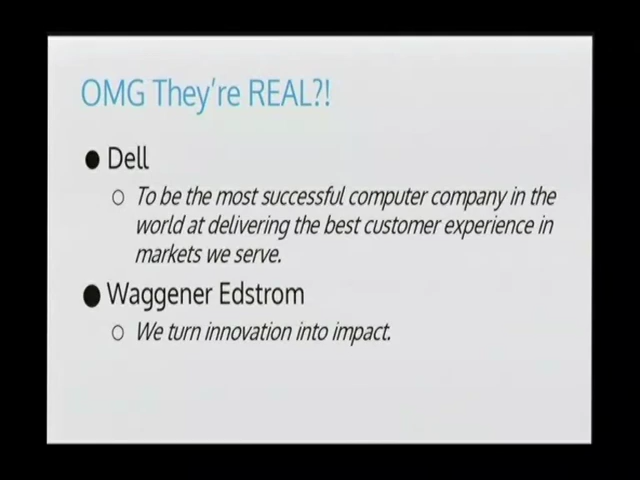 OMG They're REAL?!
● Dell
○ To be the most successful computer company in the
world at delivering the best customer experience in
markets we serve.
● Waggener Edstrom
○ We turn innovation into impact.